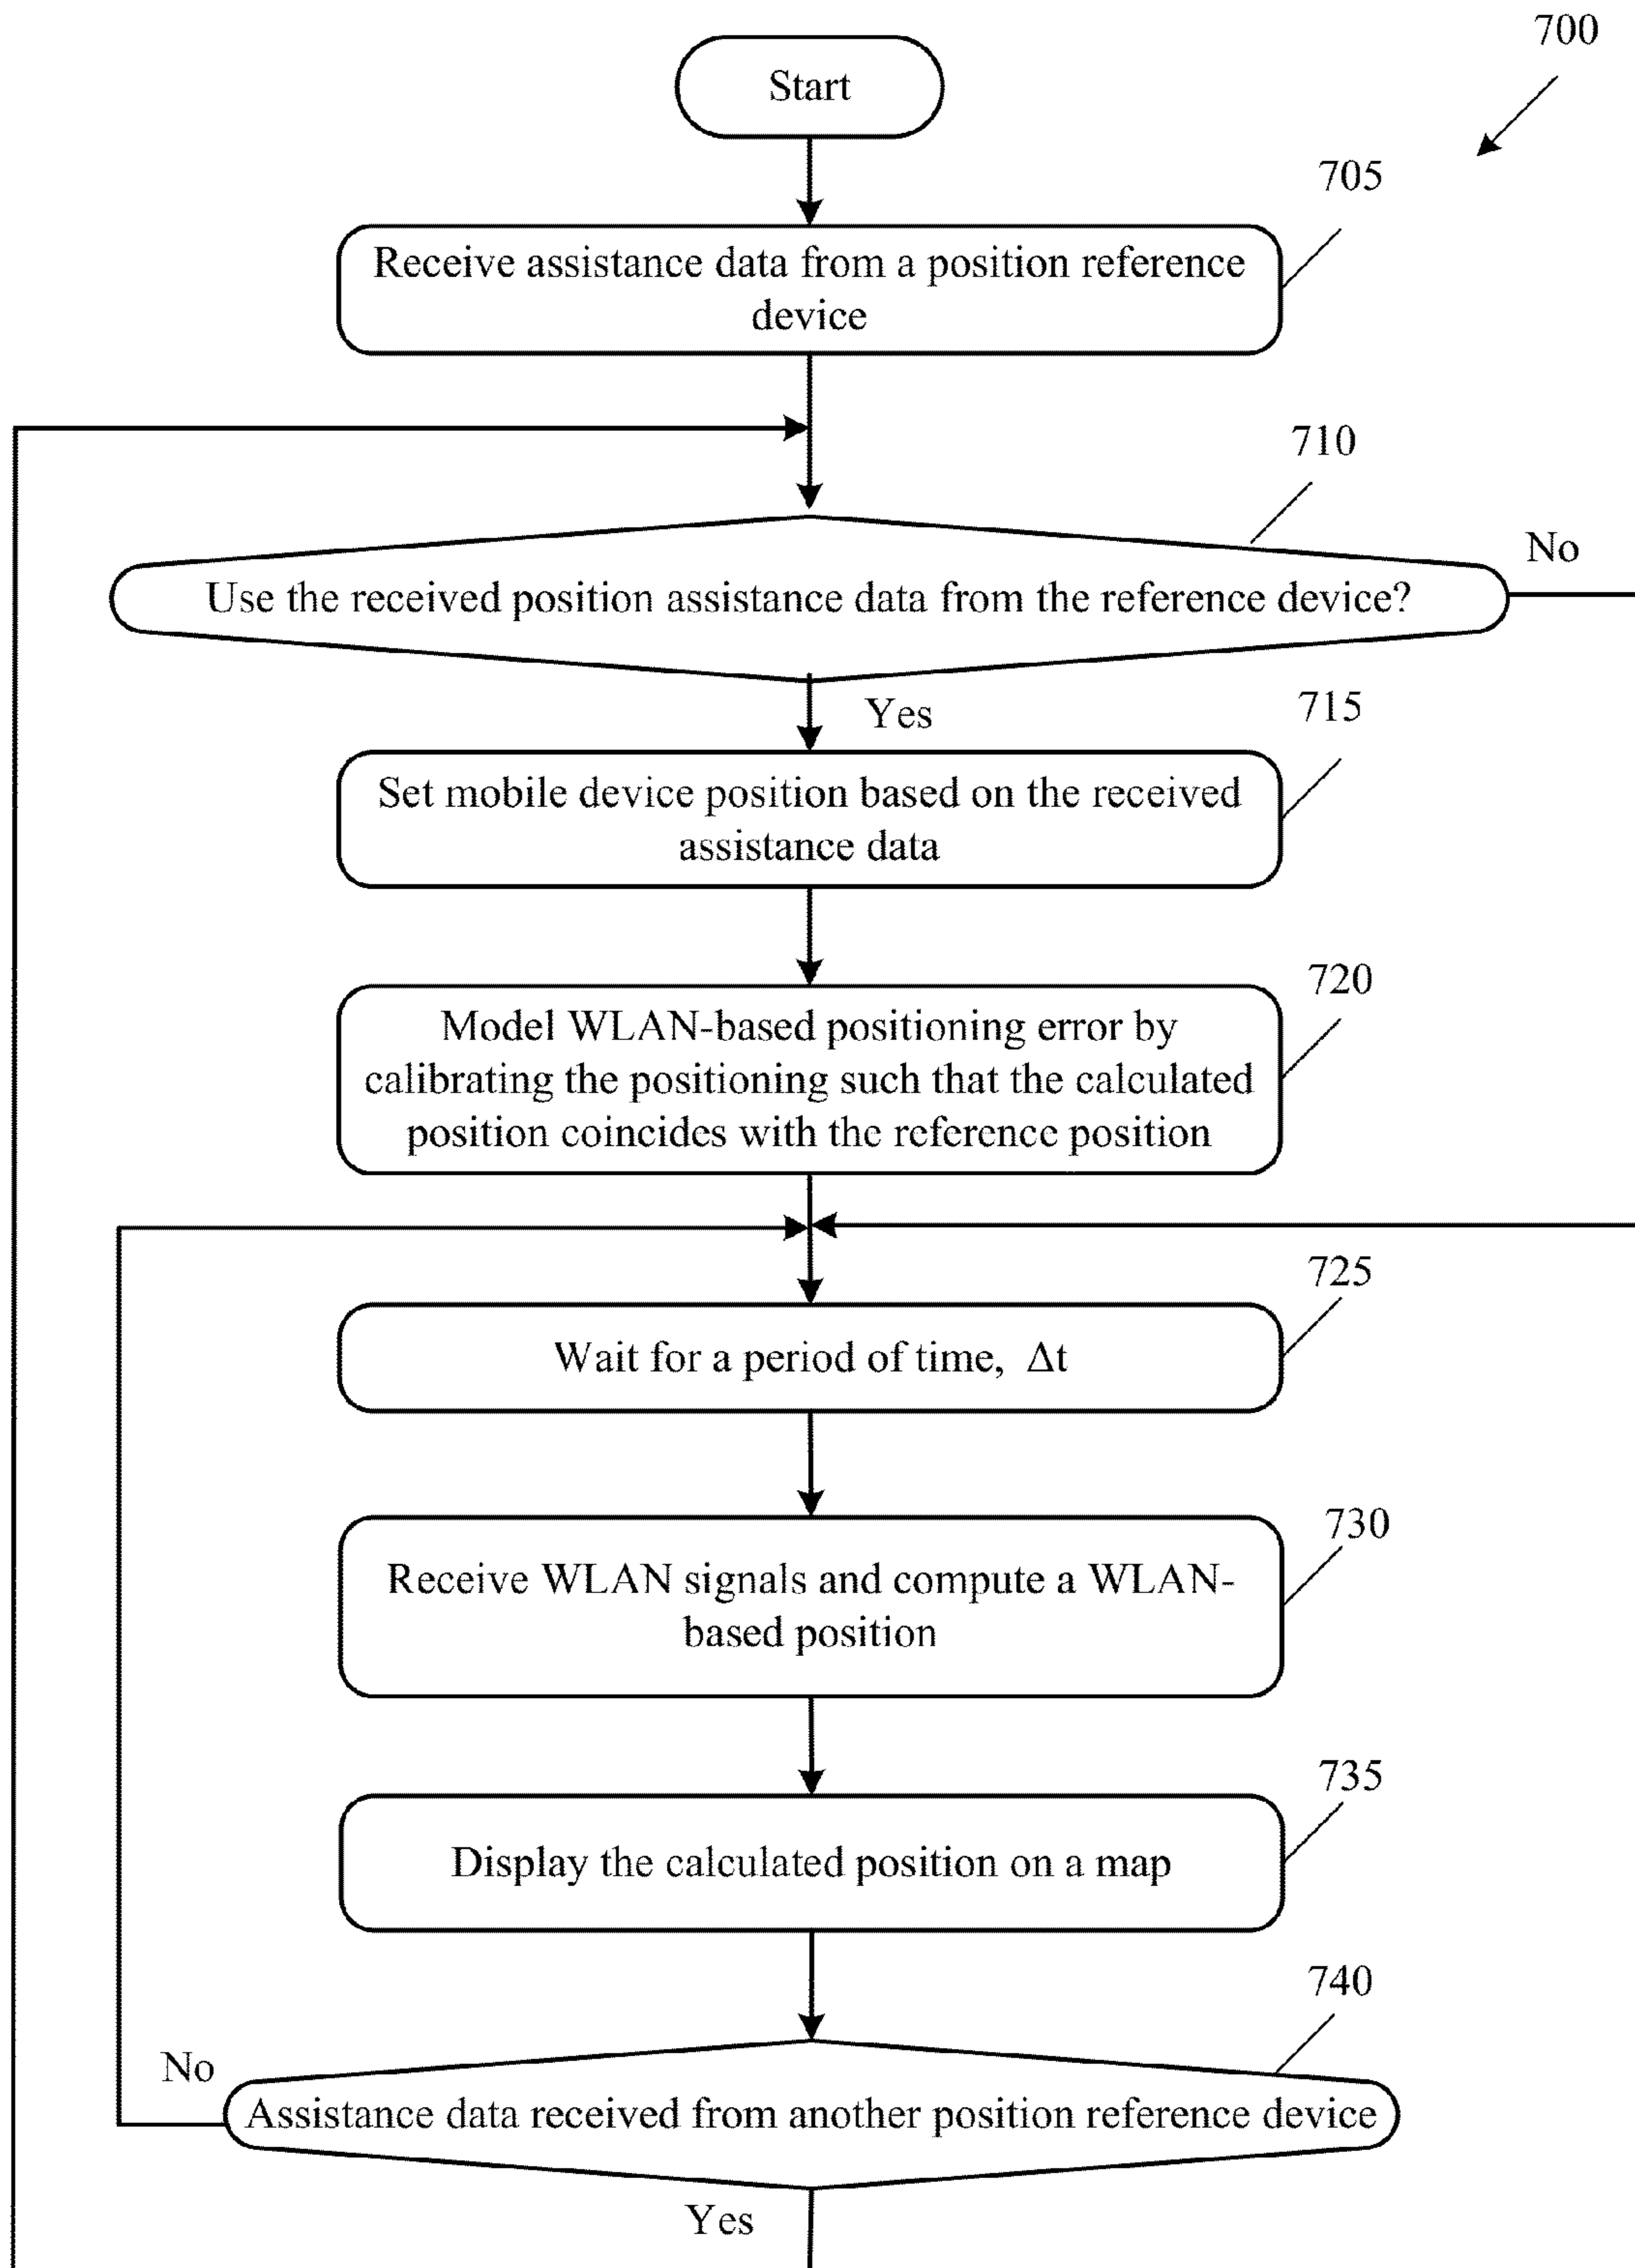 700
Start
705
Receive assistance data from a position reference
device
710
No
Use the received position assistance data from the reference device?
Yes
715
Set mobile device position based on the received
assistance data
720
Model WLAN-based positioning error by
calibrating the positioning such that the calculated
position coincides with the reference position
725
Wait for a period of time, Δt
730
Receive WLAN signals and compute a WLAN-
based position
735
Display the calculated position on a map
740
No
Assistance data received from another position reference device
Yes